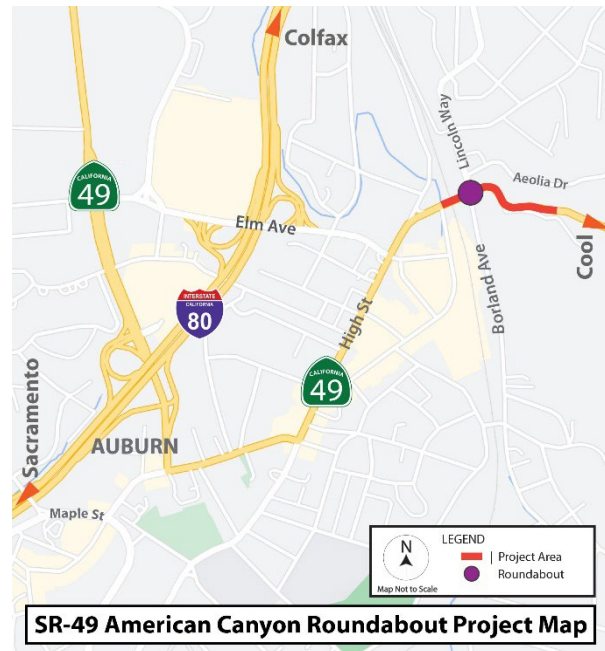 Colfax
Lincoln Way
CALIFORNIA
49
Aeolia Dr
Elm Ave
Cool
INTERSTATE
CALIFORNIA
80
High St
Borland Ave
CALIFORNIA
49
Sacramento
AUBURN
Maple St
N
Map Not to Scale
LEGEND
| Project Area
Roundabout
SR-49 American Canyon Roundabout Project Map